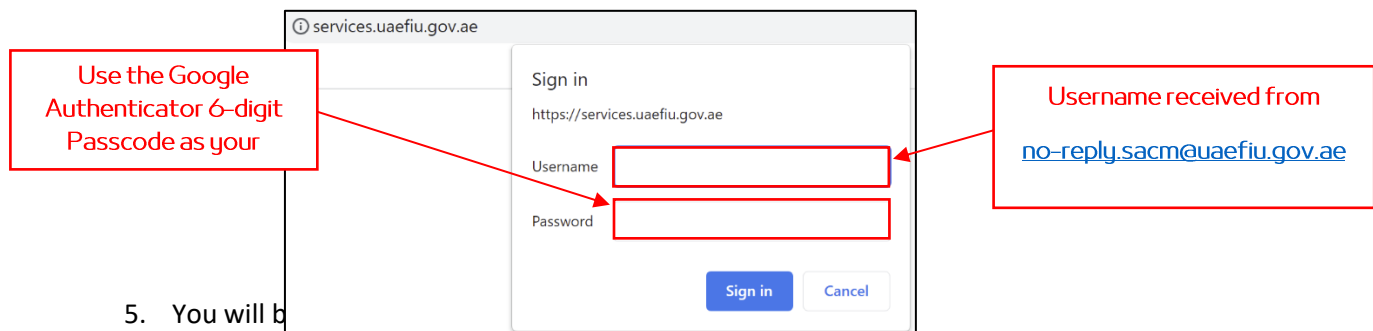 services.uaefiu.gov.ae
Use the Google
Authenticator 6-digit
Passcode as your
Sign in
https://services.uaefiu.gov.ae
Username
Password
Sign in
Cancel
Username received from
no-reply.sacm@uaefiu.gov.ae
5. You will b